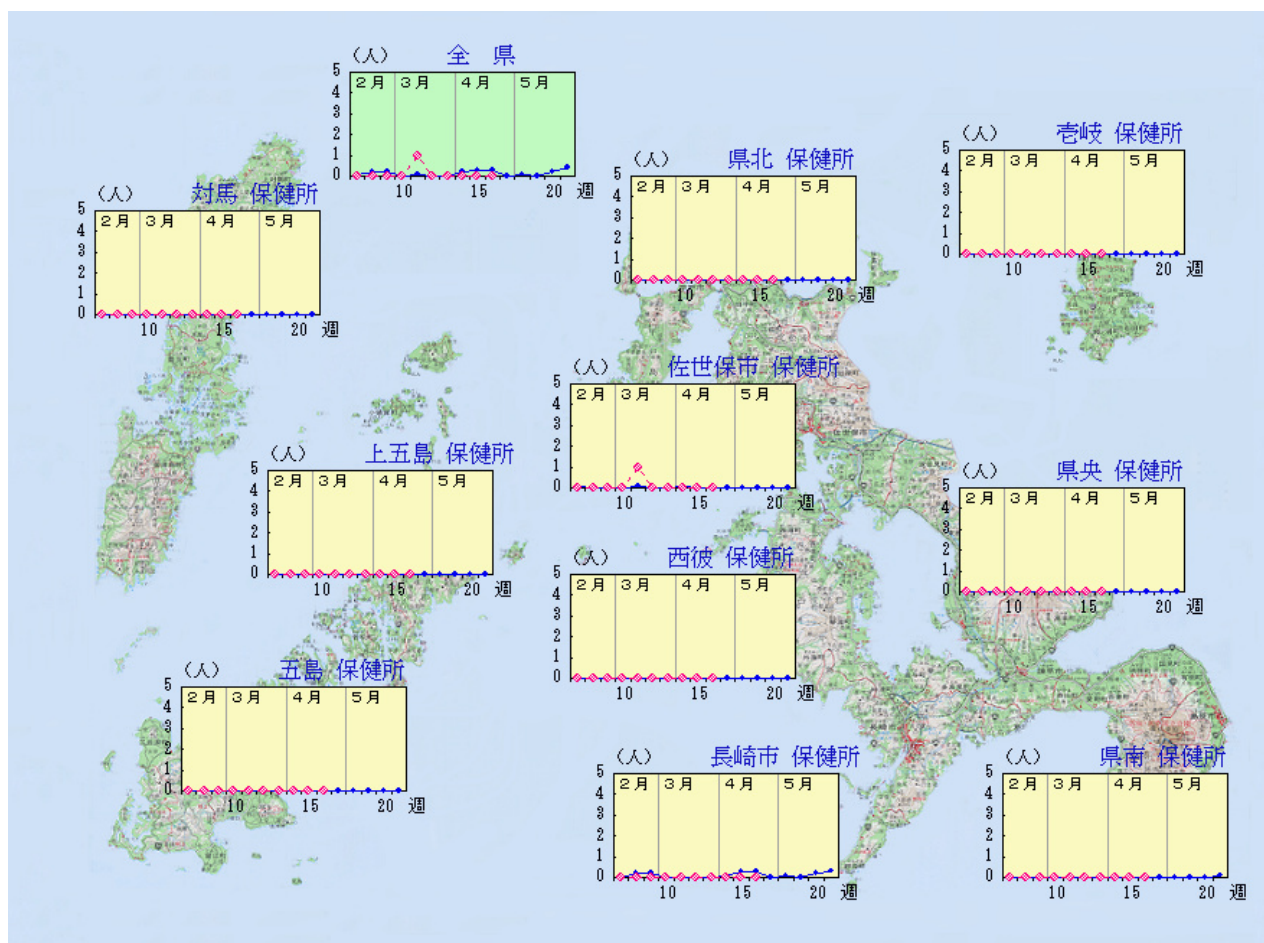 (人) 全 県
5 4 3 2 1 0
2月 3月 4月 5月
10 15 20 週
(人) 対馬 保健所
5 4 3 2 1 0
2月 3月 4月 5月
10 15 20 週
(人) 県北 保健所
5 4 3 2 1 0
2月 3月 4月 5月
10 15 20 週
(人) 壱岐 保健所
5 4 3 2 1 0
2月 3月 4月 5月
10 15 20 週
(人) 佐世保市 保健所
5 4 3 2 1 0
2月 3月 4月 5月
10 15 20 週
(人) 上五島 保健所
5 4 3 2 1 0
2月 3月 4月 5月
10 15 20 週
(人) 県央 保健所
5 4 3 2 1 0
2月 3月 4月 5月
10 15 20 週
(人) 西彼 保健所
5 4 3 2 1 0
2月 3月 4月 5月
10 15 20 週
(人) 五島 保健所
5 4 3 2 1 0
2月 3月 4月 5月
10 15 20 週
(人) 長崎市 保健所
5 4 3 2 1 0
2月 3月 4月 5月
10 15 20 週
(人) 県南 保健所
5 4 3 2 1 0
2月 3月 4月 5月
10 15 20 週